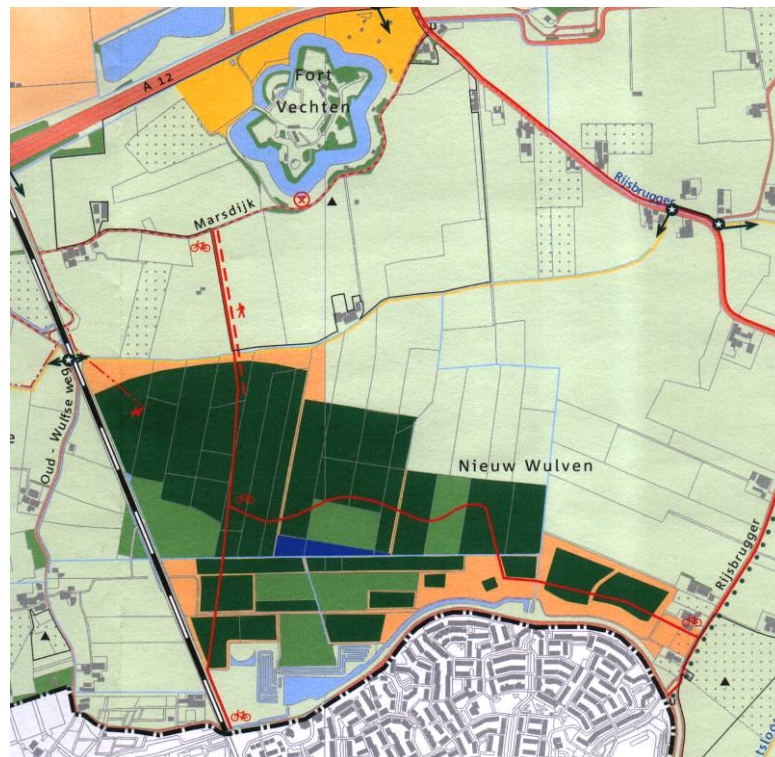 A 12
Fort
Vechten
Marsdijk
Rijsbrugger
Oud - Wulfse weg
Nieuw Wulven
Rijsbrugger